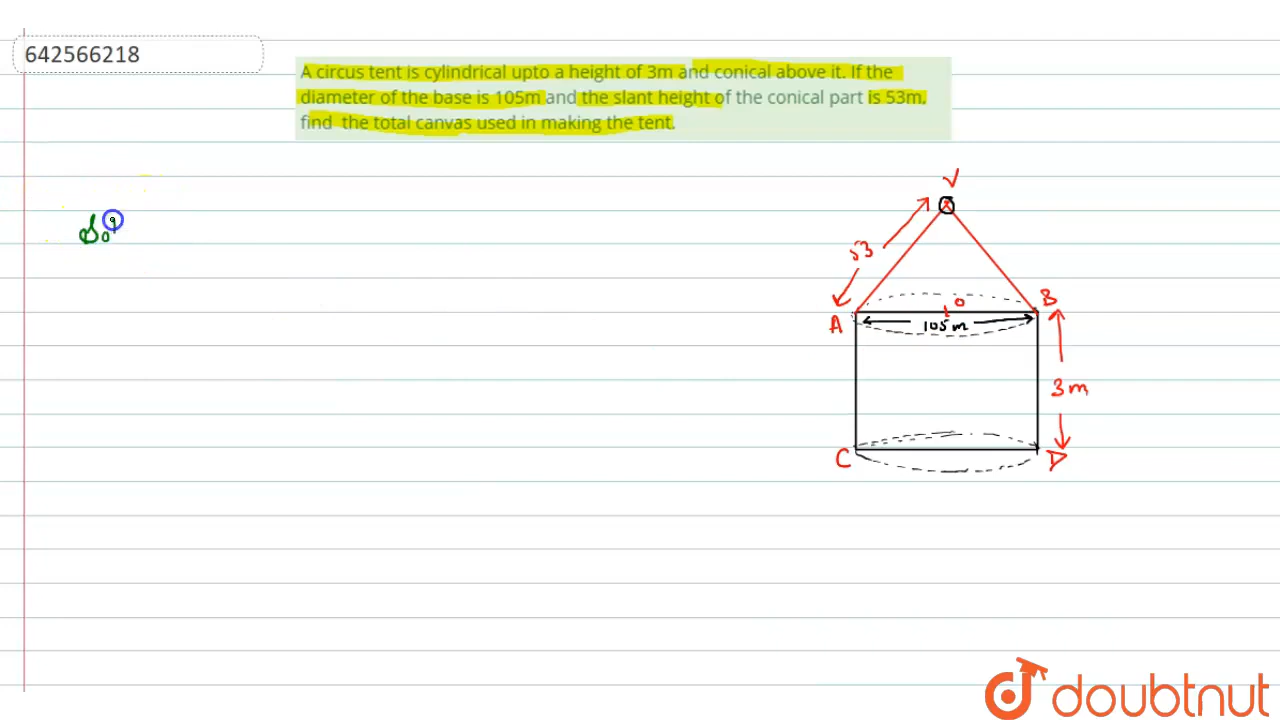 642566218
A circus tent is cylindrical upto a height of 3m and conical above it. If the
diameter of the base is 105m and the slant height of the conical part is 53m,
find the total canvas used in making the tent.
V
53
Sol
A
O
B
105m
3m
C
D
doubtnut